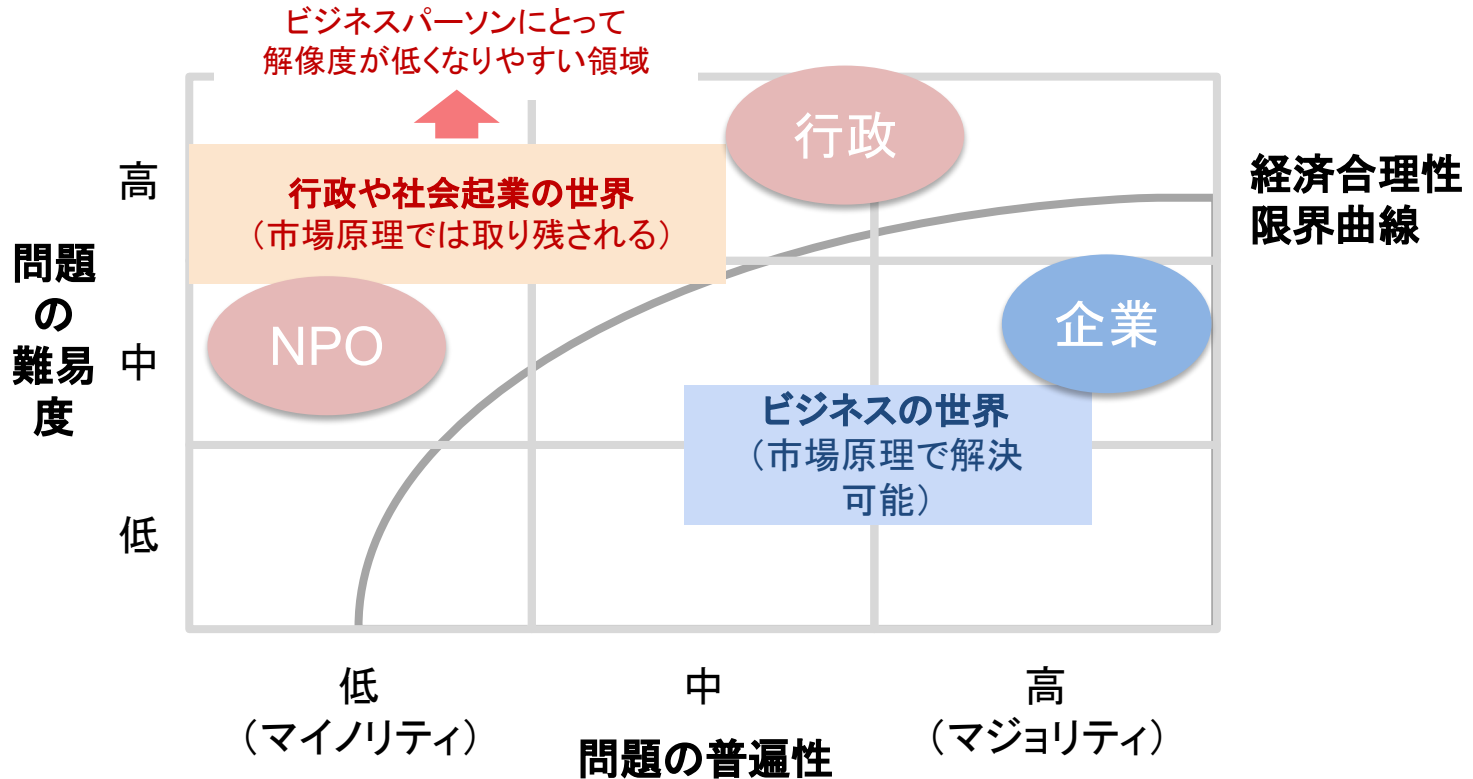 ビジネスパーソンにとって
解像度が低くなりやすい領域
行政
高
行政や社会起業の世界
（市場原理では取り残される）
経済合理性
限界曲線
問題
の
難易
度
中
NPO
企業
ビジネスの世界
（市場原理で解決
可能）
低
低
（マイノリティ）
中
高
（マジョリティ）
問題の普遍性